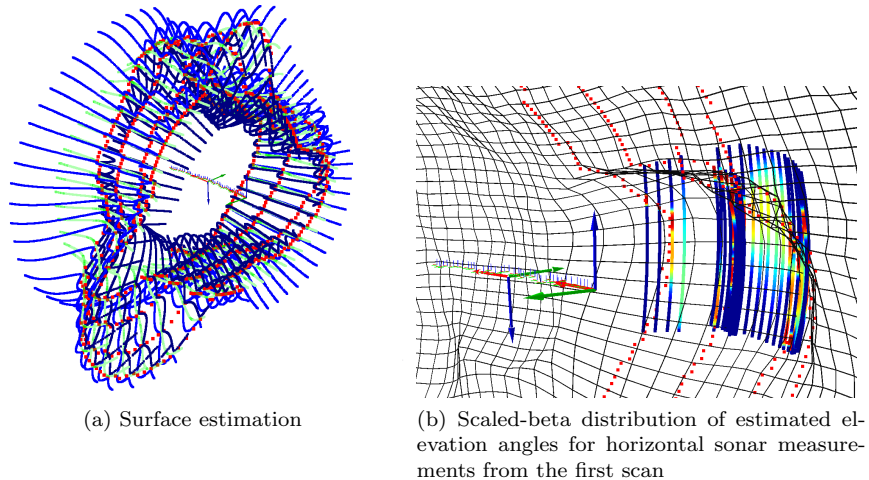 (a) Surface estimation
(b) Scaled-beta distribution of estimated el-
evation angles for horizontal sonar measure-
ments from the first scan